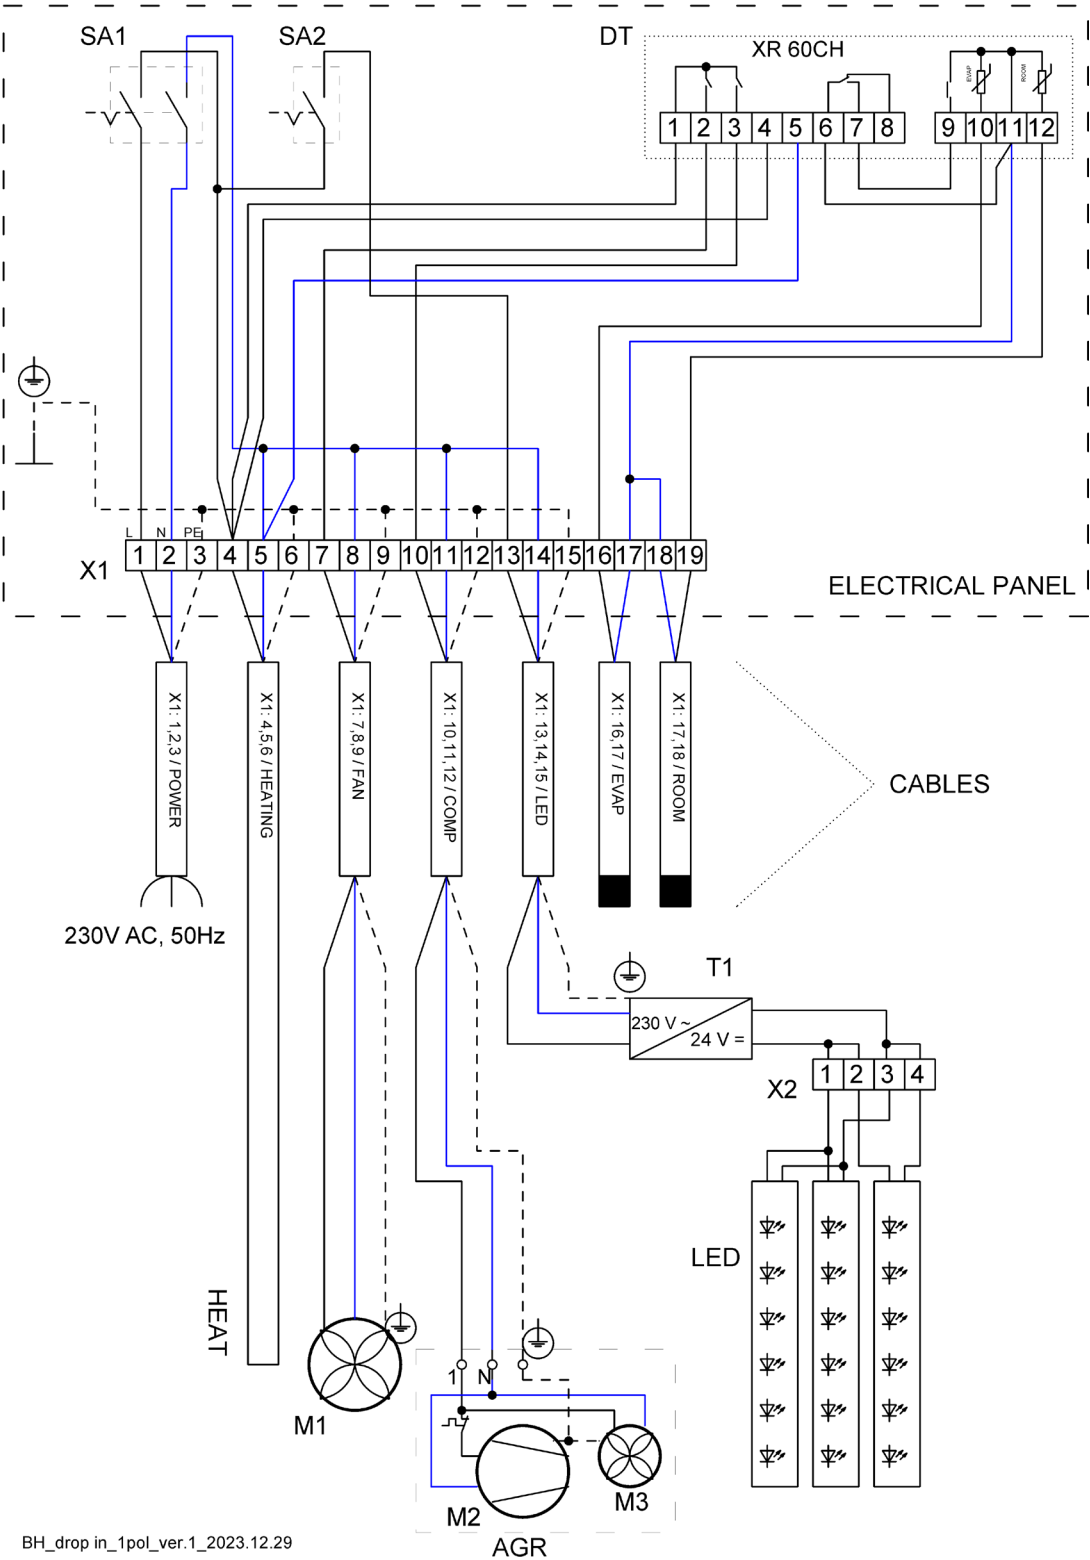 SA1 SA2 DT
XR 60CH
EVAP
ROOM
1 2 3 4 5 6 7 8 9 10 11 12
L N PE
1 2 3 4 5 6 7 8 9 10 11 12 13 14 15 16 17 18 19
X1
ELECTRICAL PANEL
X1: 1,2,3 / POWER
X1: 4,5,6 / HEATING
X1: 7,8,9 / FAN
X1: 10,11,12 / COMP
X1: 13,14,15 / LED
X1: 16,17 / EVAP
X1: 17,18 / ROOM
CABLES
230V AC, 50Hz
T1
230 V ~
24 V =
1 2 3 4
X2
LED
HEAT
1 N
M1
M2
M3
AGR
BH_drop in_1pol_ver.1_2023.12.29